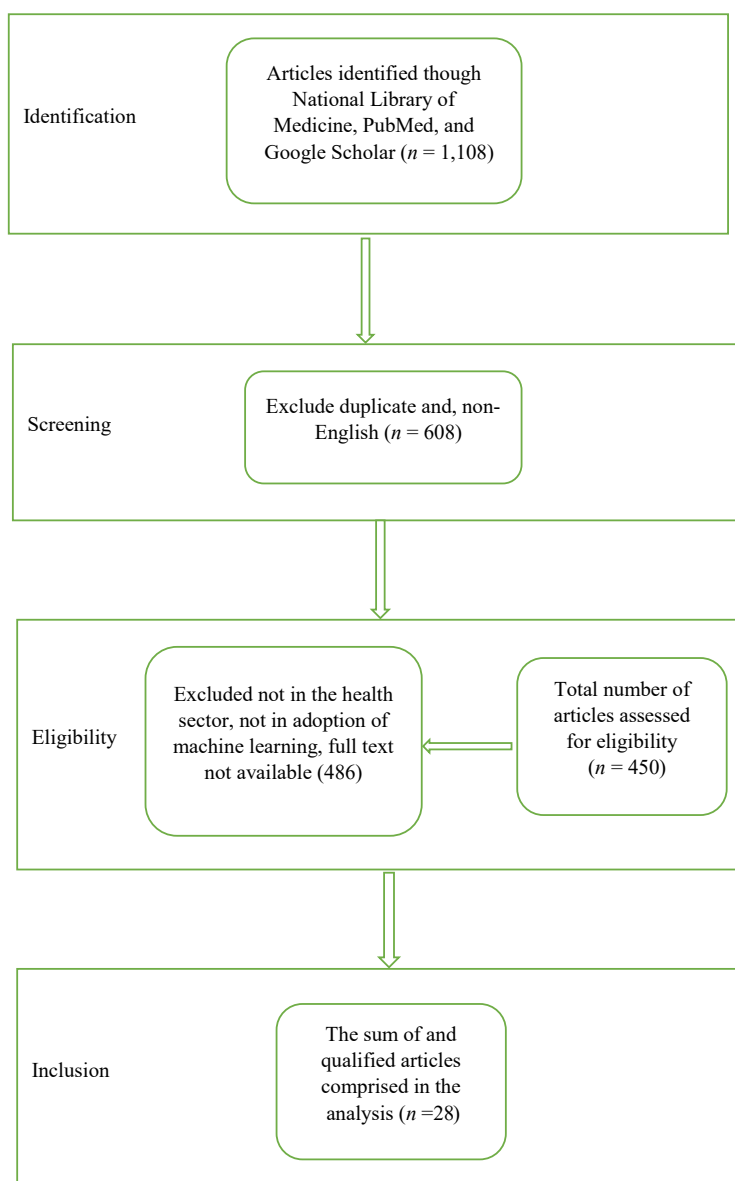 Identification
Articles identified though
National Library of
Medicine, PubMed, and
Google Scholar (n = 1,108)
Screening
Exclude duplicate and, non-
English (n = 608)
Eligibility
Excluded not in the health
sector, not in adoption of
machine learning, full text
not available (486)
Total number of
articles assessed
for eligibility
(n = 450)
Inclusion
The sum of and
qualified articles
comprised in the
analysis (n =28)